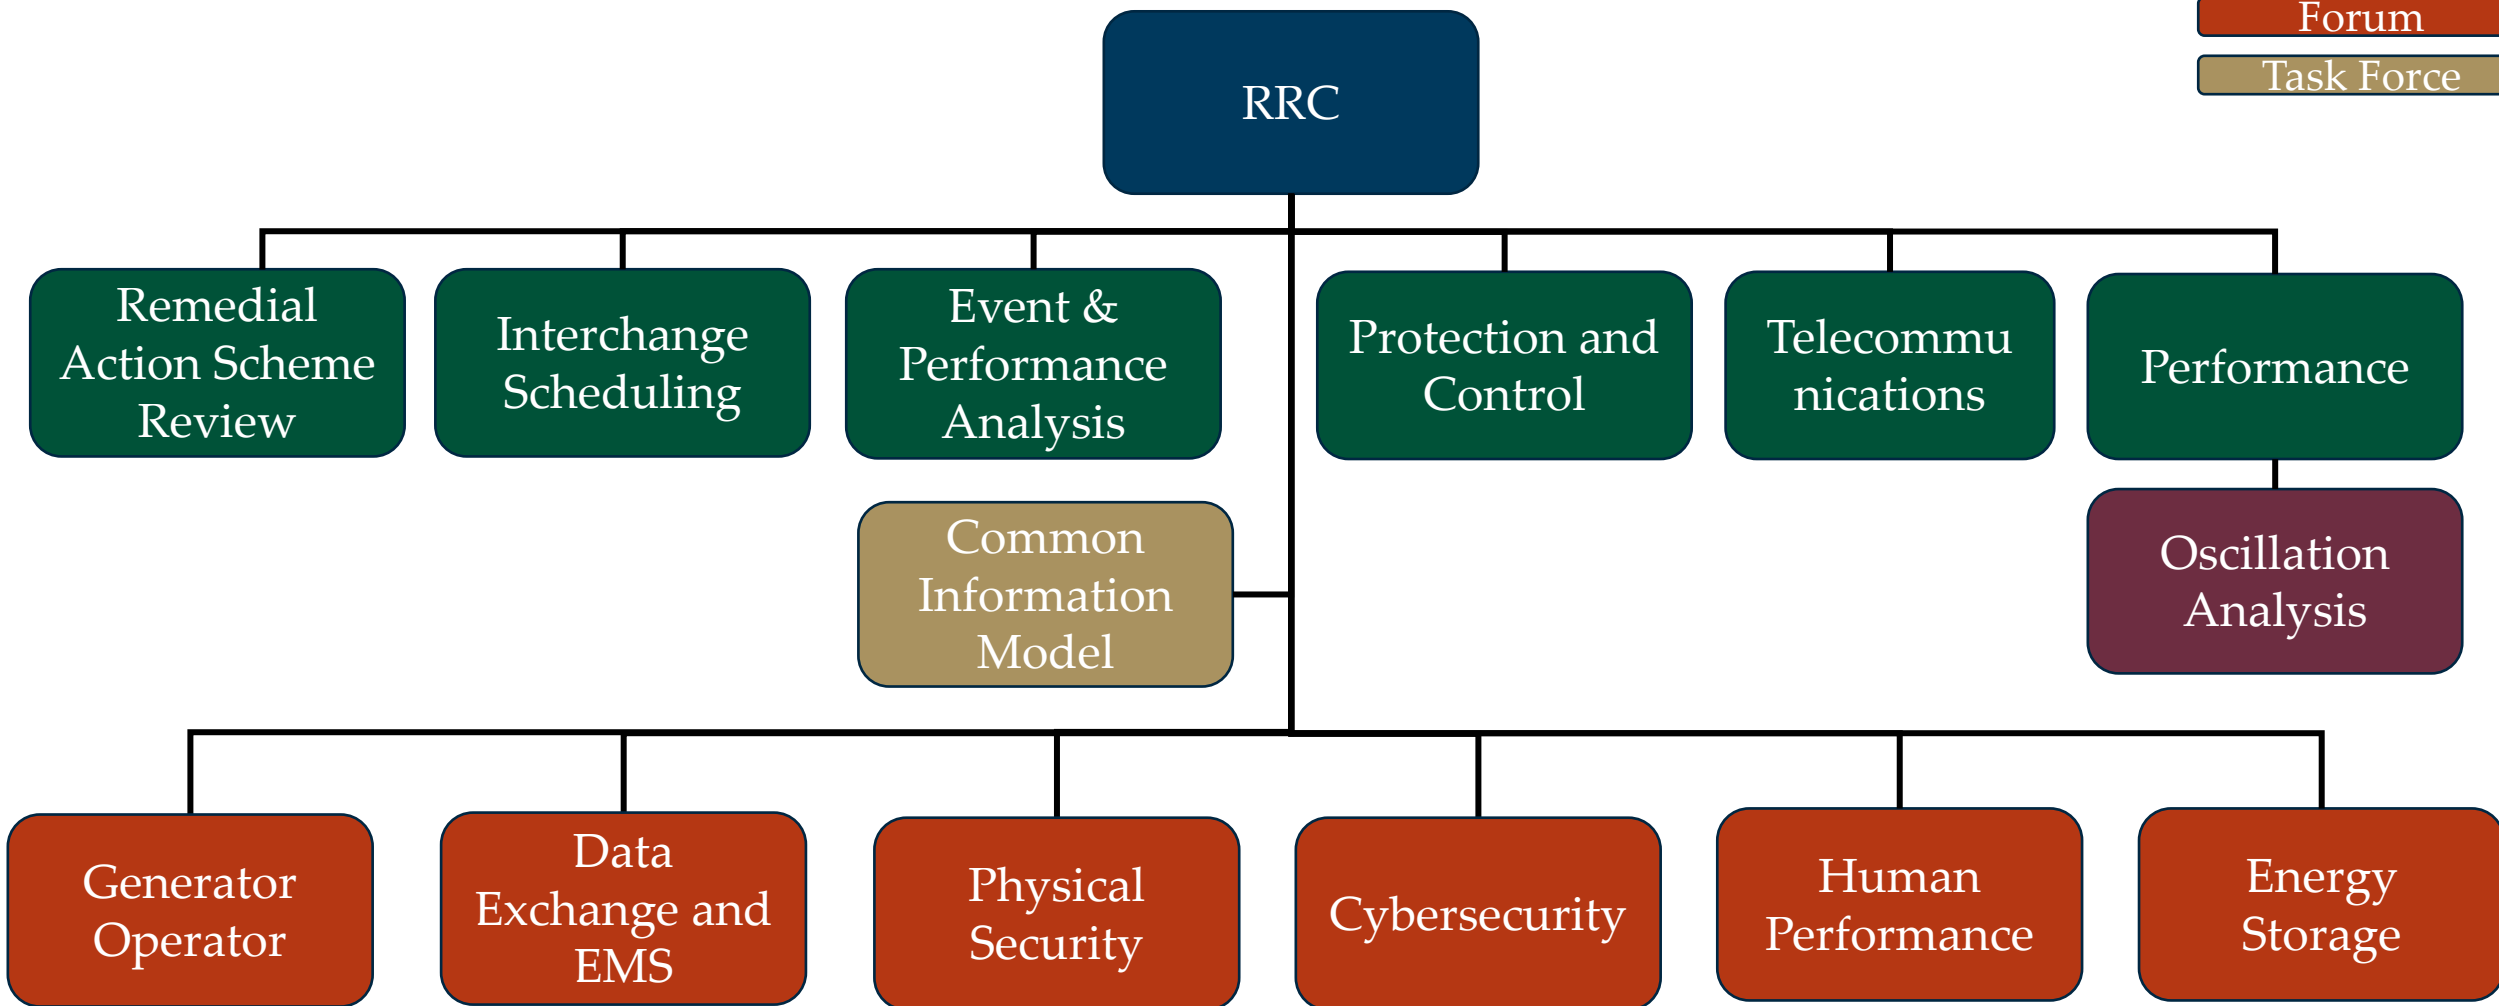 Forum
Task Force
RRC
Remedial
Action Scheme
Review
Interchange
Scheduling
Event &
Performance
Analysis
Protection and
Control
Telecommu
nications
Performance
Common
Information
Model
Oscillation
Analysis
Generator
Operator
Data
Exchange and
EMS
Physical
Security
Cybersecurity
Human
Performance
Energy
Storage